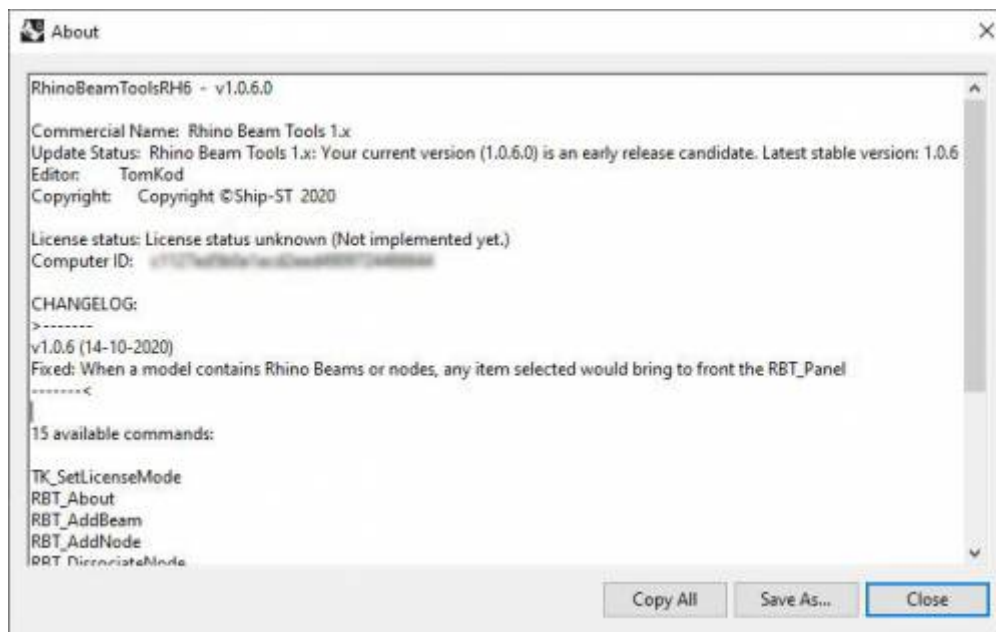 About
RhinoBeamToolsRH6 - v1.0.6.0
Commercial Name: Rhino Beam Tools 1.x
Update Status: Rhino Beam Tools 1.x: Your current version (1.0.6.0) is an early release candidate. Latest stable version: 1.0.6
Editor: TomKod
Copyright: Copyright ©Ship-ST 2020
License status: License status unknown (Not implemented yet.)
Computer ID:
CHANGELOG:
>-------
v1.0.6 (14-10-2020)
Fixed: When a model contains Rhino Beams or nodes, any item selected would bring to front the RBT_Panel
-------<
15 available commands:
TK_SetLicenseMode
RBT_About
RBT_AddBeam
RBT_AddNode
Copy All Save As... Close